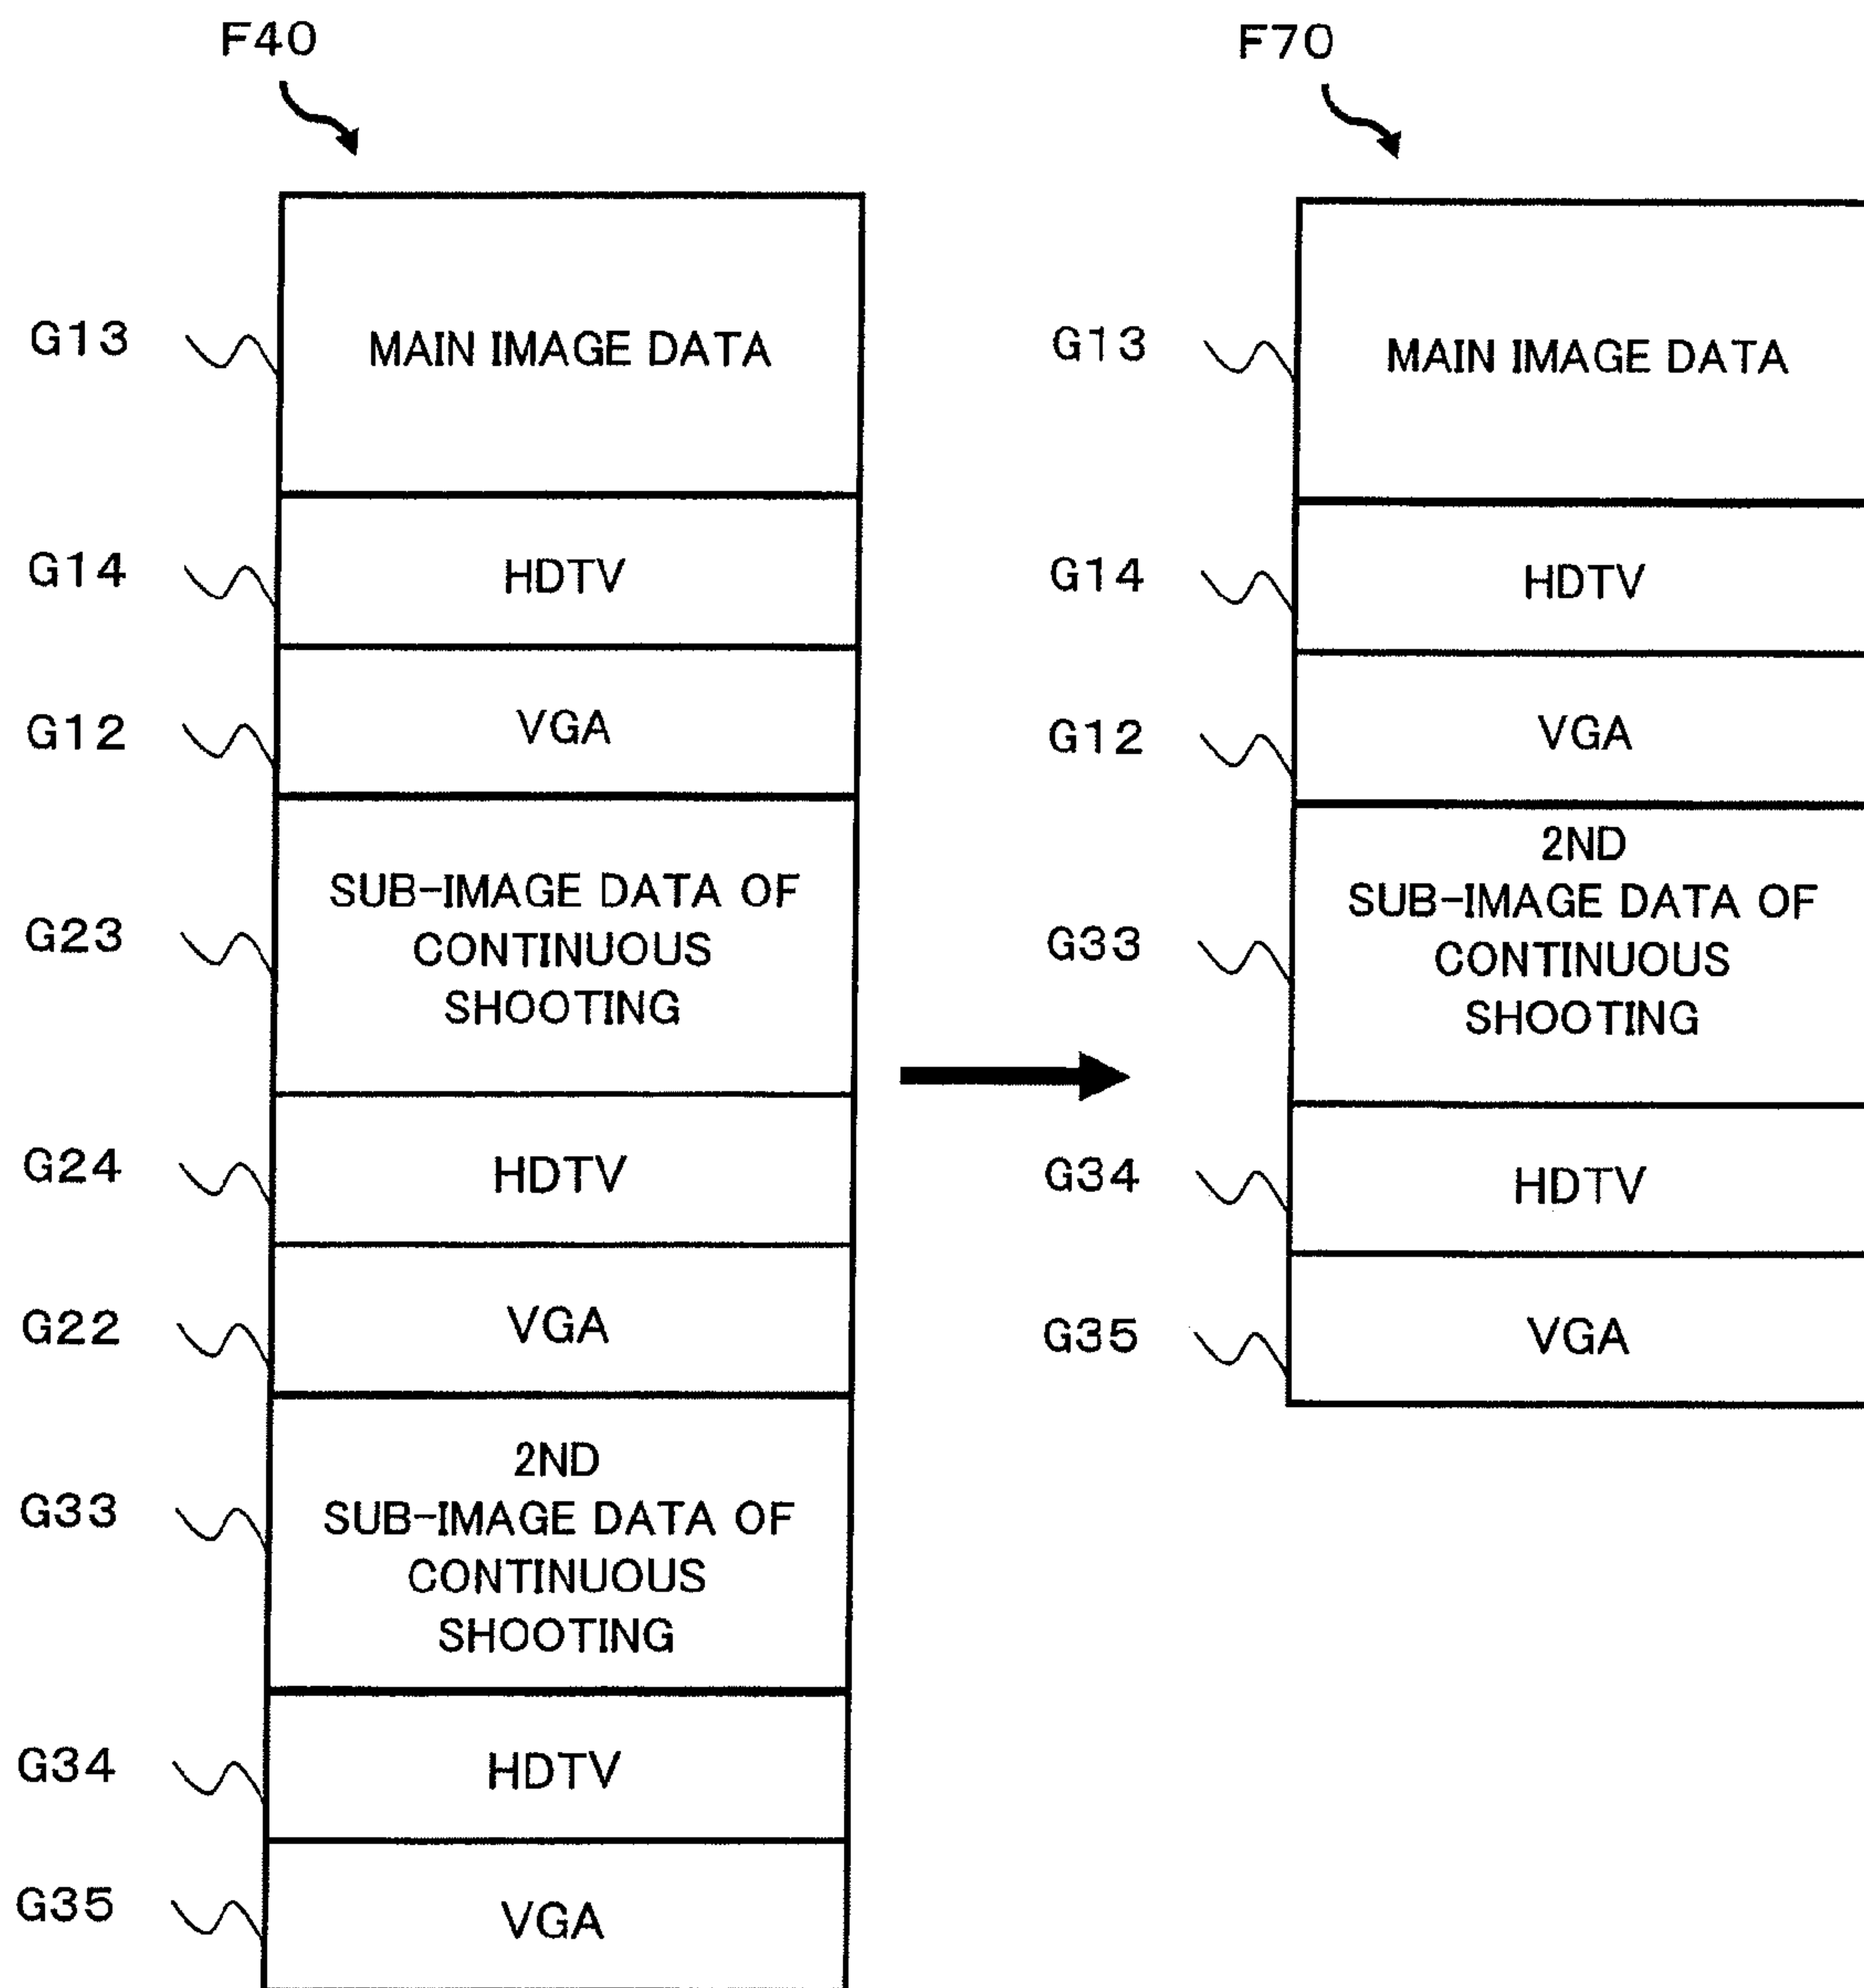 F40
G13
MAIN IMAGE DATA
G14
HDTV
G12
VGA
G23
SUB-IMAGE DATA OF
CONTINUOUS
SHOOTING
G24
HDTV
G22
VGA
G33
2ND
SUB-IMAGE DATA OF
CONTINUOUS
SHOOTING
G34
HDTV
G35
VGA
F70
G13
MAIN IMAGE DATA
G14
HDTV
G12
VGA
G33
2ND
SUB-IMAGE DATA OF
CONTINUOUS
SHOOTING
G34
HDTV
G35
VGA